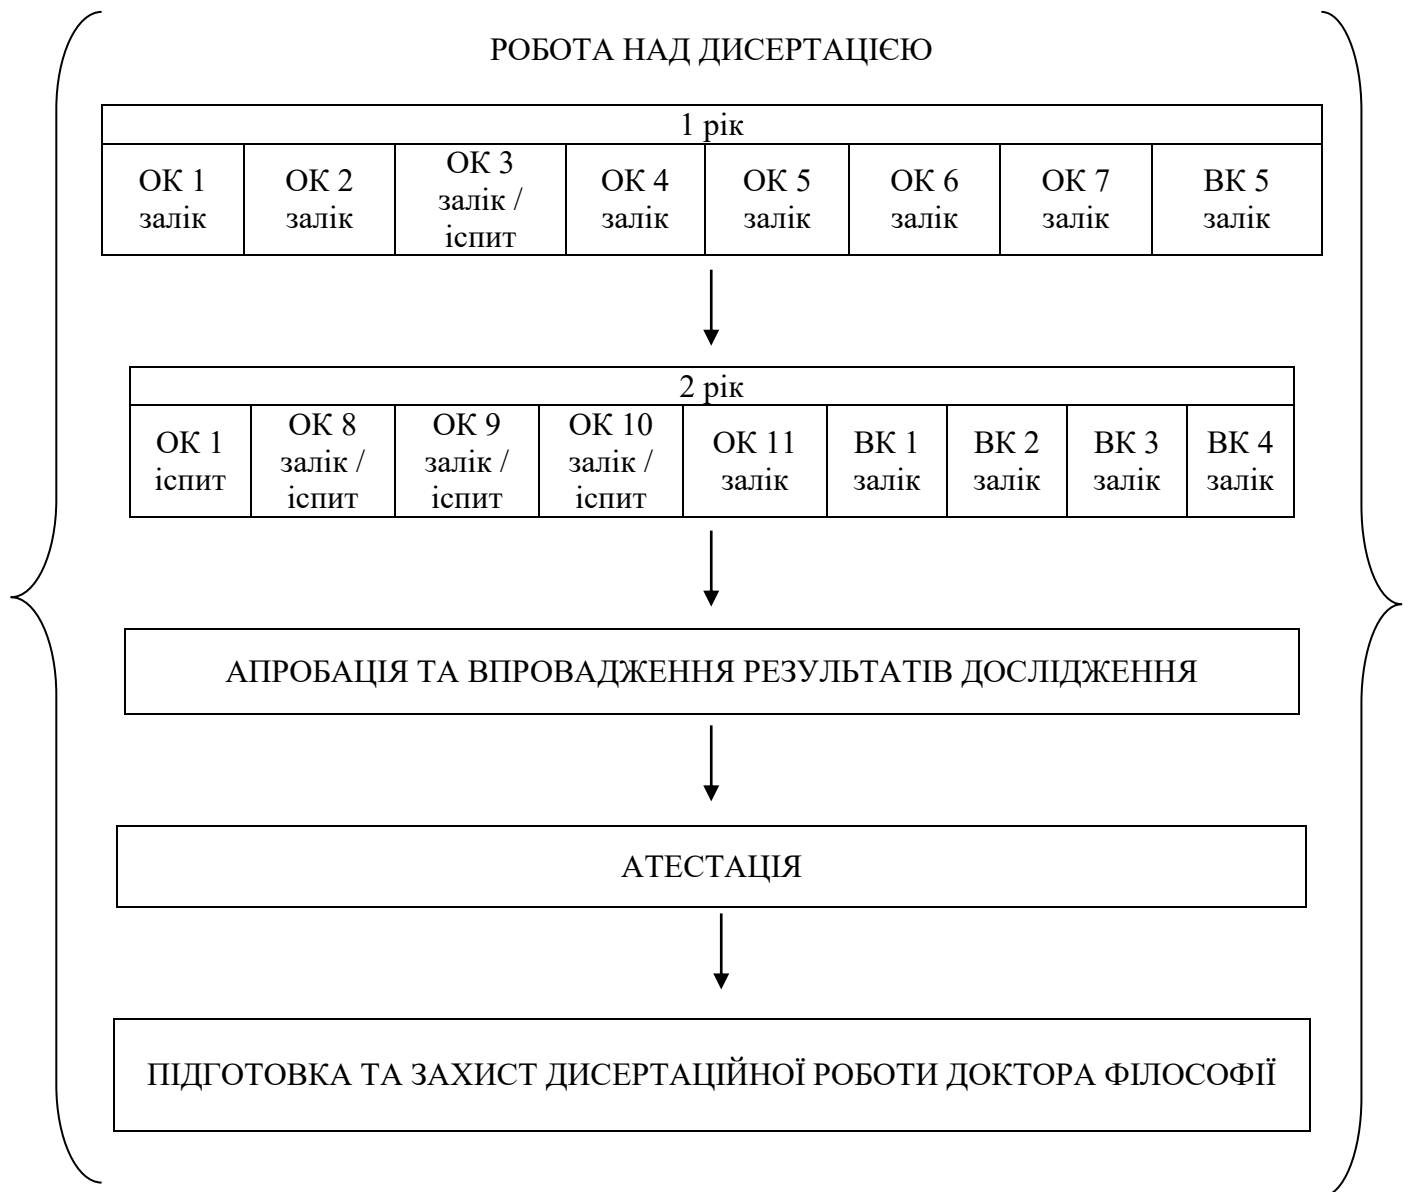 РОБОТА НАД ДИСЕРТАЦІЄЮ
1 рік
ОК 1
залік
ОК 2
залік
ОК 3
залік /
іспит
ОК 4
залік
ОК 5
залік
ОК 6
залік
ОК 7
залік
ВК 5
залік
2 рік
ОК 1
іспит
ОК 8
залік /
іспит
ОК 9
залік /
іспит
ОК 10
залік /
іспит
ОК 11
залік
ВК 1
залік
ВК 2
залік
ВК 3
залік
ВК 4
залік
АПРОБАЦІЯ ТА ВПРОВАДЖЕННЯ РЕЗУЛЬТАТІВ ДОСЛІДЖЕННЯ
АТЕСТАЦІЯ
ПІДГОТОВКА ТА ЗАХИСТ ДИСЕРТАЦІЙНОЇ РОБОТИ ДОКТОРА ФІЛОСОФІЇ